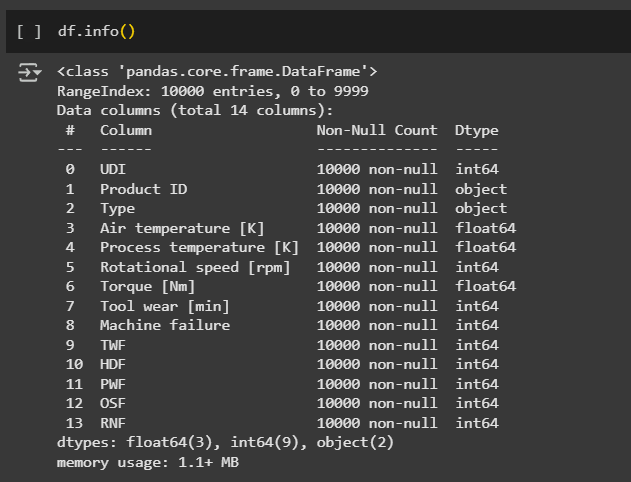 [ ] df.info()
<class 'pandas.core.frame.DataFrame'>
RangeIndex: 10000 entries, 0 to 9999
Data columns (total 14 columns):
 #   Column                   Non-Null Count  Dtype
---  ------                   --------------  -----
 0   UDI                      10000 non-null  int64
 1   Product ID               10000 non-null  object
 2   Type                     10000 non-null  object
 3   Air temperature [K]      10000 non-null  float64
 4   Process temperature [K]  10000 non-null  float64
 5   Rotational speed [rpm]   10000 non-null  int64
 6   Torque [Nm]              10000 non-null  float64
 7   Tool wear [min]          10000 non-null  int64
 8   Machine failure          10000 non-null  int64
 9   TWF                      10000 non-null  int64
 10  HDF                      10000 non-null  int64
 11  PWF                      10000 non-null  int64
 12  OSF                      10000 non-null  int64
 13  RNF                      10000 non-null  int64
dtypes: float64(3), int64(9), object(2)
memory usage: 1.1+ MB